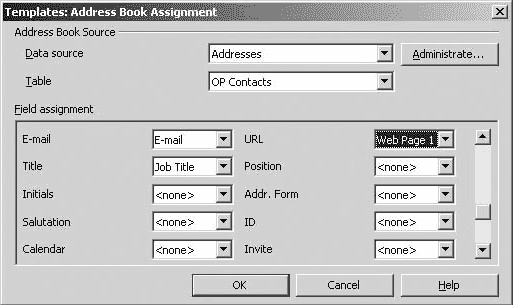 Templates: Address Book Assignment
Address Book Source
Data source Addresses Administrate...
Table OP Contacts
Field assignment
E-mail E-mail URL Web Page 1
Title Job Title Position <none>
Initials <none> Addr. Form <none>
Salutation <none> ID <none>
Calendar <none> Invite <none>
OK Cancel Help